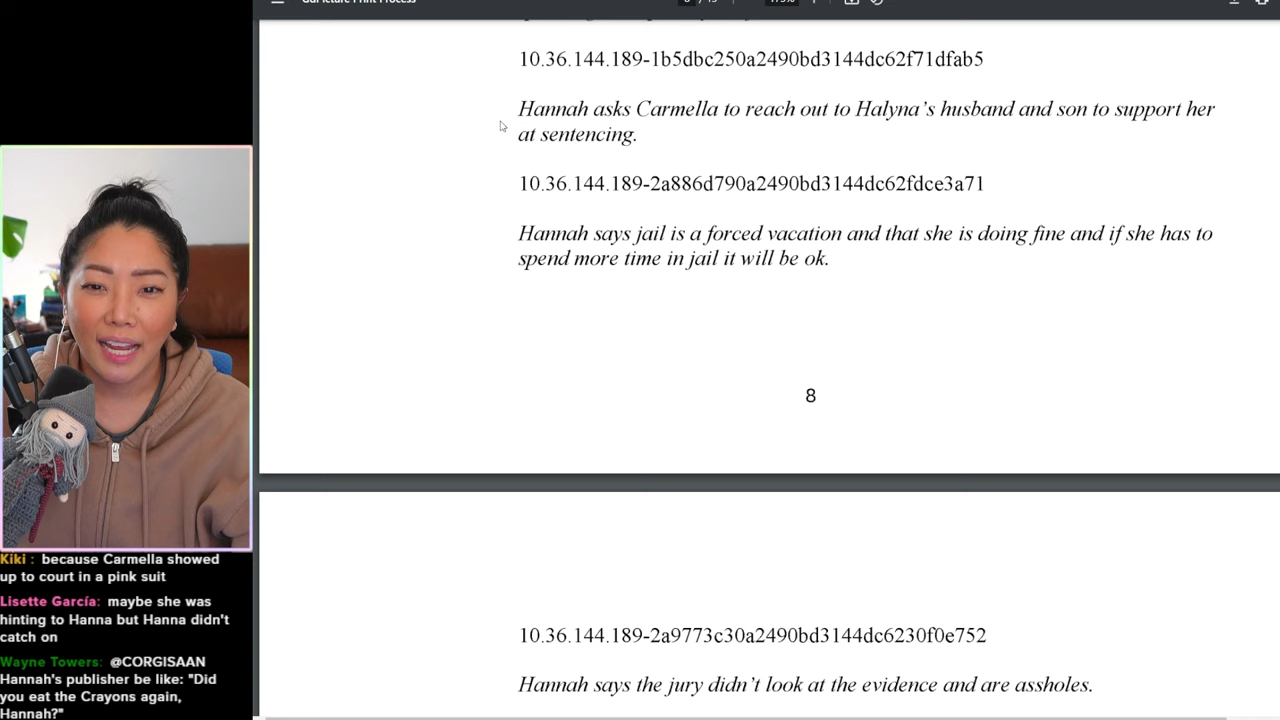 10.36.144.189-1b5dbc250a2490bd3144dc62f71dfab5
Hannah asks Carmella to reach out to Halyna’s husband and son to support her
at sentencing.
10.36.144.189-2a886d790a2490bd3144dc62fdce3a71
Hannah says jail is a forced vacation and that she is doing fine and if she has to
spend more time in jail it will be ok.
8
10.36.144.189-2a9773c30a2490bd3144dc6230f0e752
Hannah says the jury didn’t look at the evidence and are assholes.
Kiki : because Carmella showed
up to court in a pink suit
Lisette García: maybe she was
hinting to Hanna but Hanna didn't
catch on
Wayne Towers: @CORGISAAN
Hannah's publisher be like: "Did
you eat the Crayons again,
Hannah?"